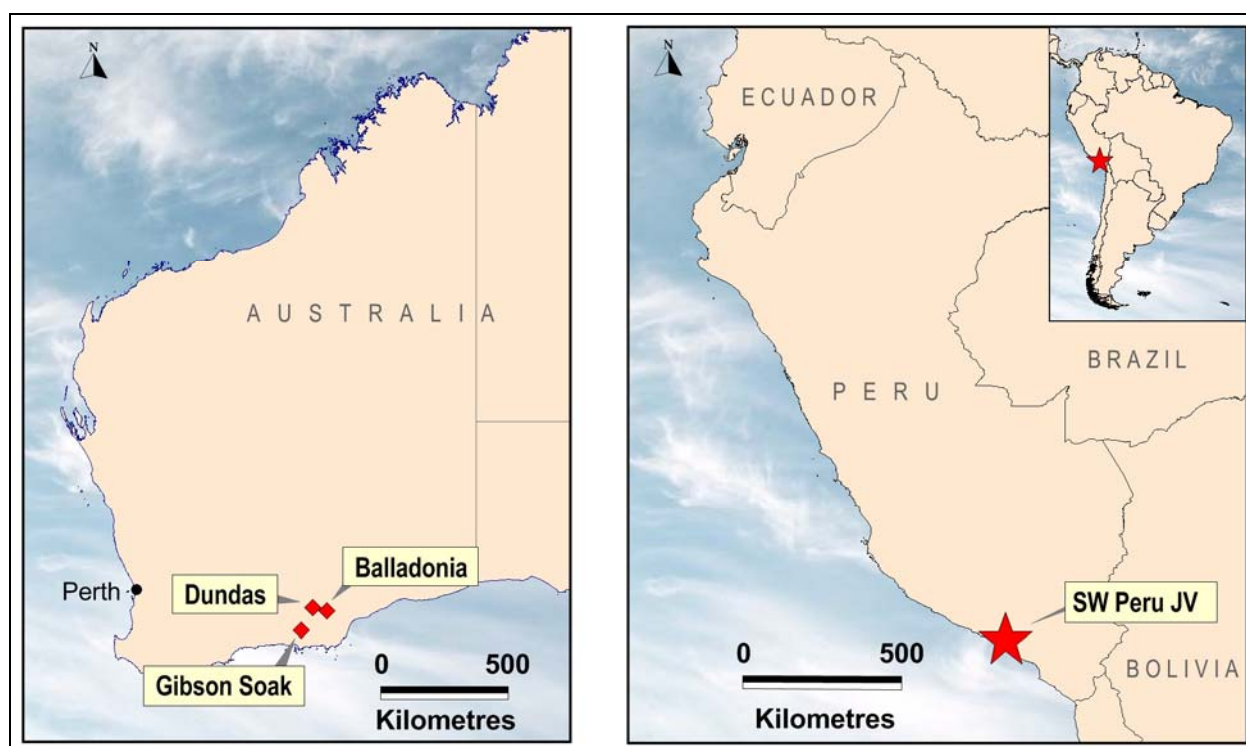 N
AUSTRALIA
Perth
Dundas
Balladonia
Gibson Soak
0 500
Kilometres
N
ECUADOR
PERU
BRAZIL
SW Peru JV
BOLIVIA
0 500
Kilometres